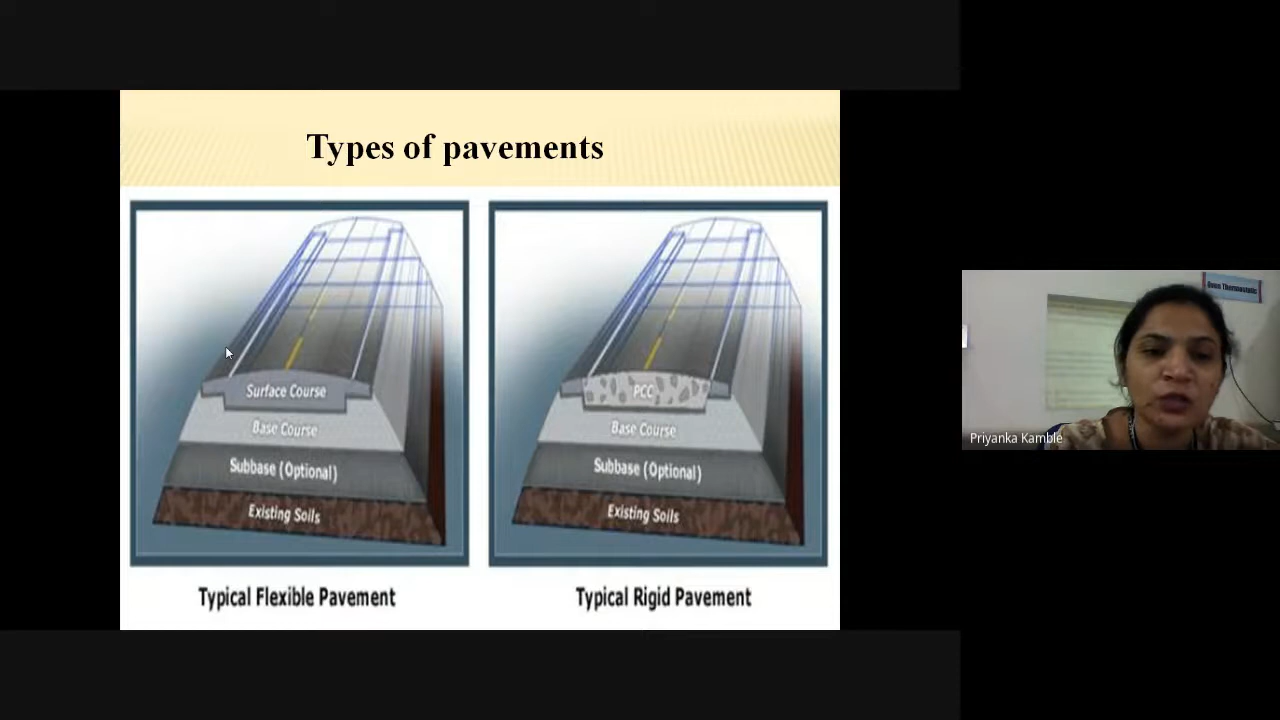 Types of pavements
Surface Course
Base Course
Subbase (Optional)
Existing Soils
Typical Flexible Pavement
PCC
Base Course
Subbase (Optional)
Existing Soils
Typical Rigid Pavement
Priyanka Kamble